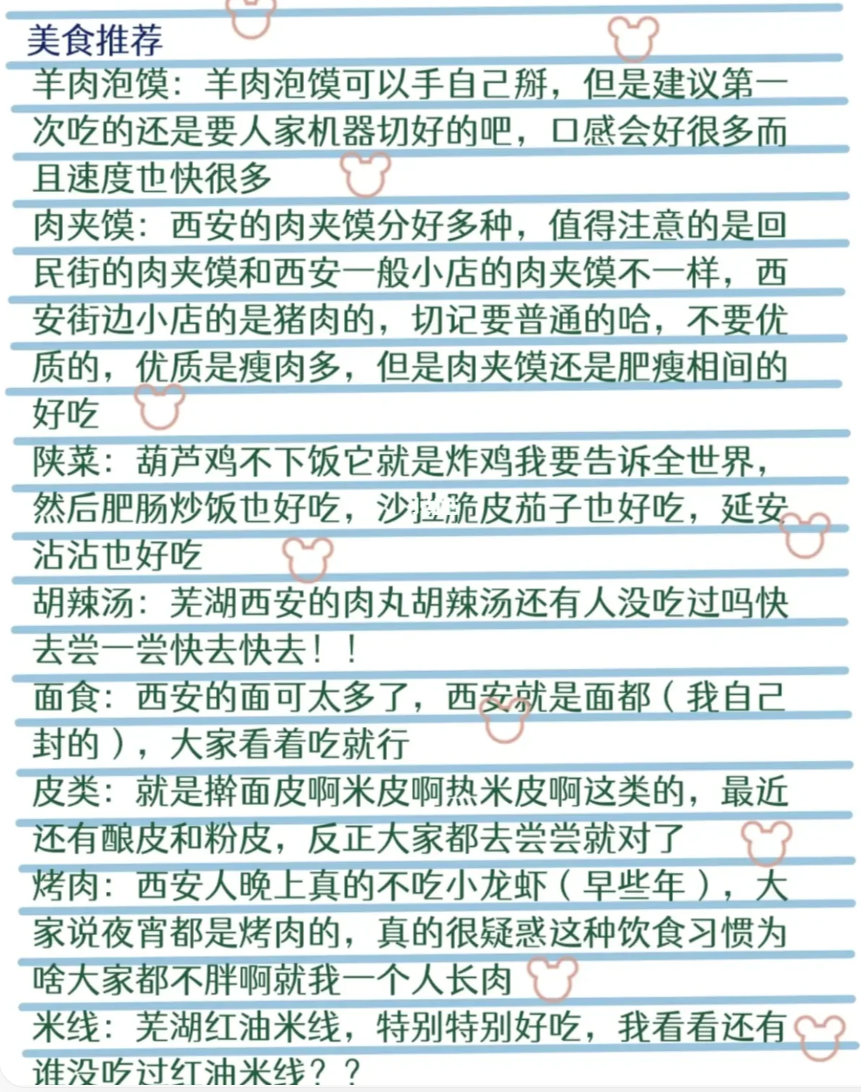 美食推荐
羊肉泡馍：羊肉泡馍可以手自己掰，但是建议第一
次吃的还是要人家机器切好的吧，口感会好很多而
且速度也快很多
肉夹馍：西安的肉夹馍分好多种，值得注意的是回
民街的肉夹馍和西安一般小店的肉夹馍不一样，西
安街边小店的是猪肉的，切记要普通的哈，不要优
质的，优质是瘦肉多，但是肉夹馍还是肥瘦相间的
好吃
陕菜：葫芦鸡不下饭它就是炸鸡我要告诉全世界，
然后肥肠炒饭也好吃，沙拉脆皮茄子也好吃，延安
沾沾也好吃
胡辣汤：芜湖西安的肉丸胡辣汤还有人没吃过吗快
去尝一尝快去快去！！
面食：西安的面可太多了，西安就是面都（我自己
封的），大家看着吃就行
皮类：就是擀面皮啊米皮啊热米皮啊这类的，最近
还有酿皮和粉皮，反正大家都去尝尝就对了
烤肉：西安人晚上真的不吃小龙虾（早些年），大
家说夜宵都是烤肉的，真的很疑惑这种饮食习惯为
啥大家都不胖啊就我一个人长肉
米线：芜湖红油米线，特别特别好吃，我看看还有
谁没吃过红油米线？？